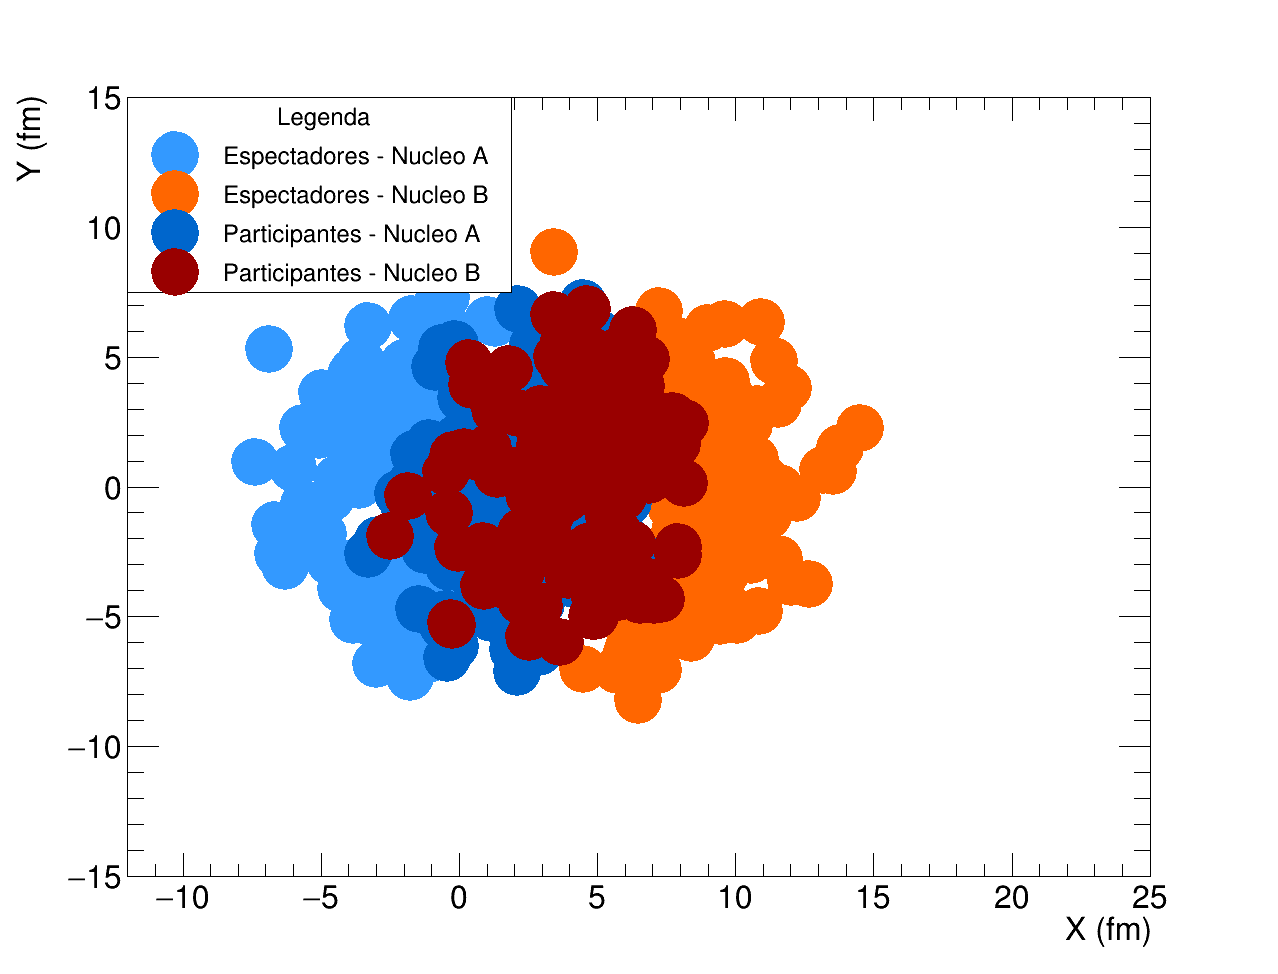 Y (fm)
Legenda
Espectadores - Nucleo A
Espectadores - Nucleo B
Participantes - Nucleo A
Participantes - Nucleo B
15
10
5
0
−5
−10
−15
−10 −5 0 5 10 15 20 25
X (fm)